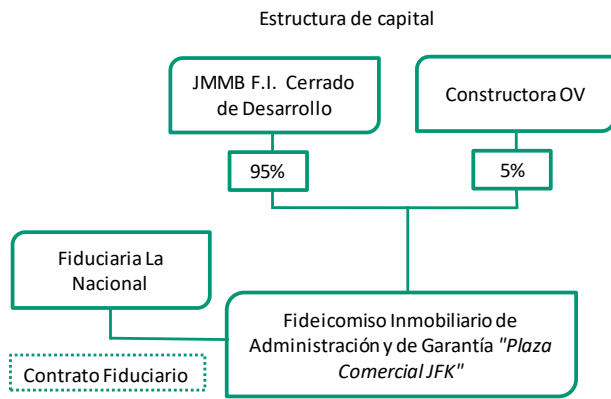 Estructura de capital
JMMB F.I. Cerrado
de Desarrollo
Constructora OV
95%
5%
Fiduciaria La
Nacional
Fideicomiso Inmobiliario de
Administración y de Garantía "Plaza
Comercial JFK"
Contrato Fiduciario